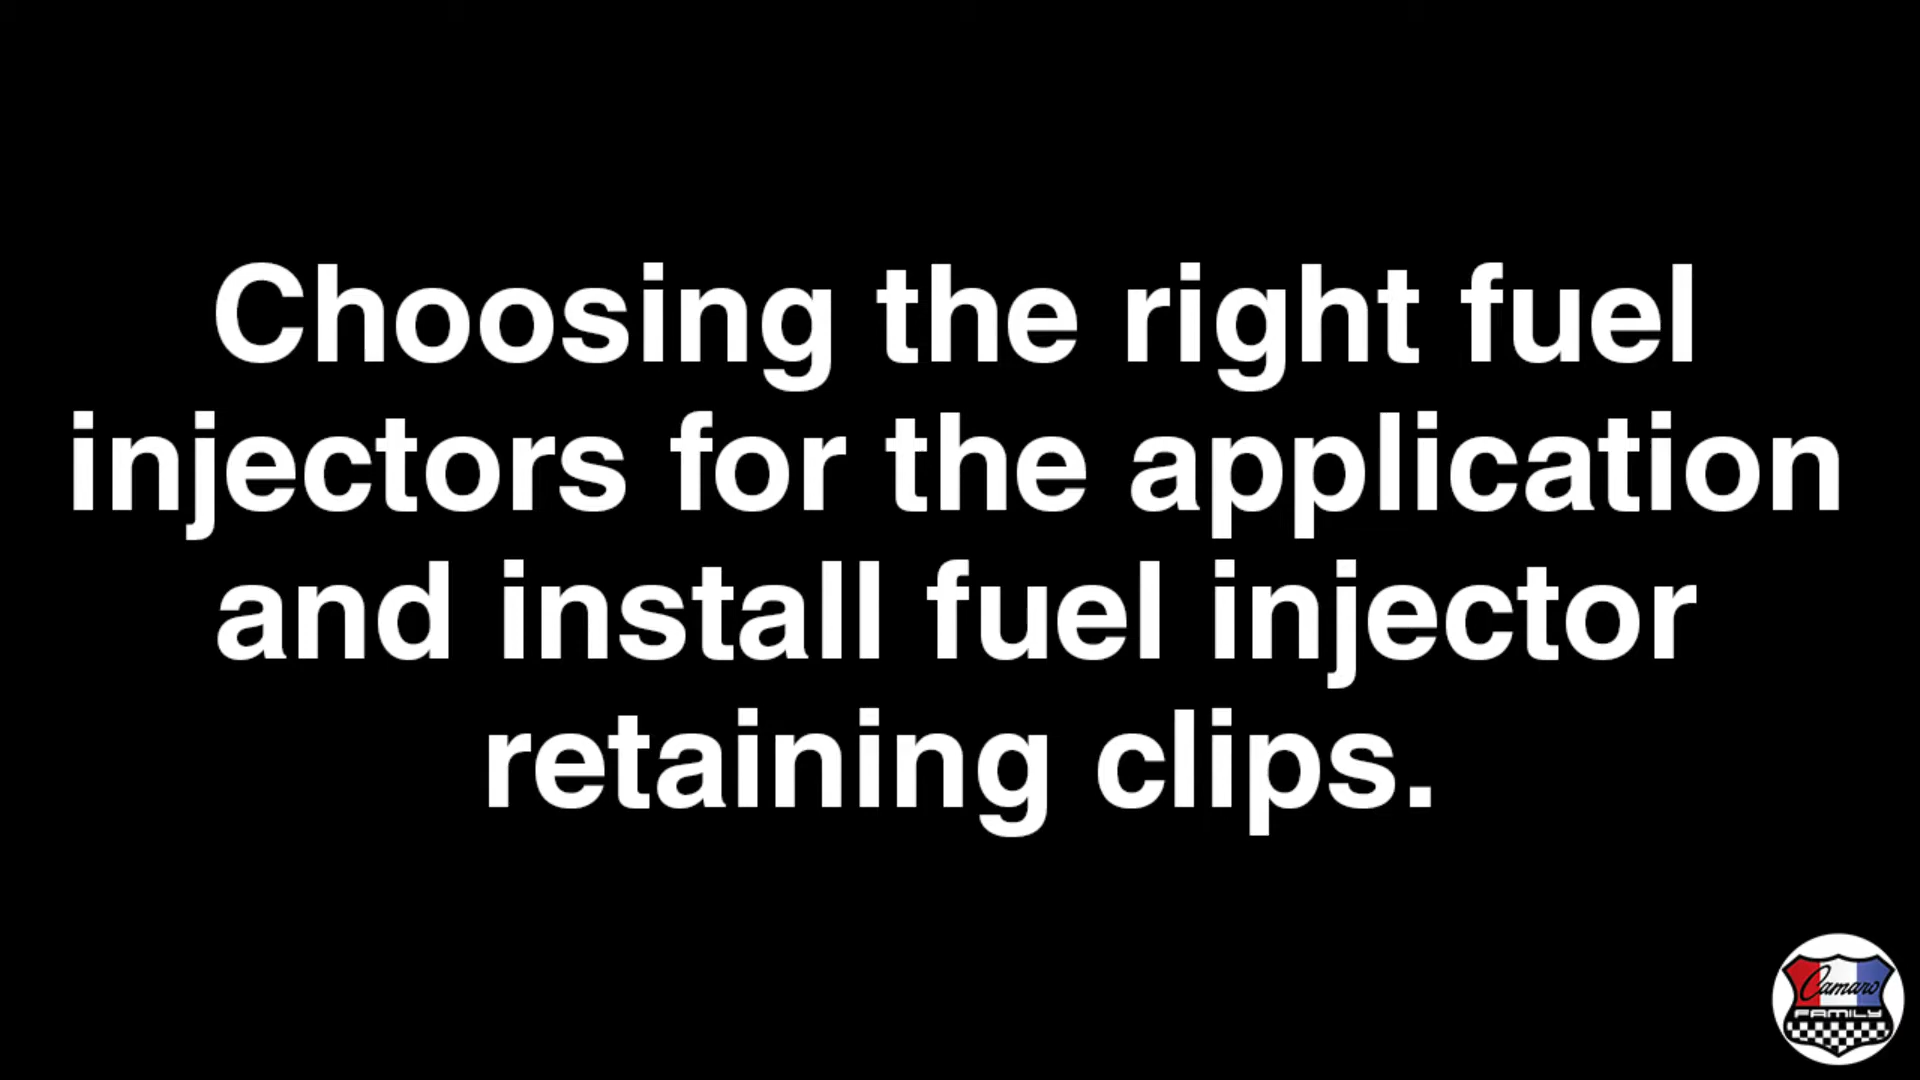 Choosing the right fuel
injectors for the application
and install fuel injector
retaining clips.
Camaro
FAMILY